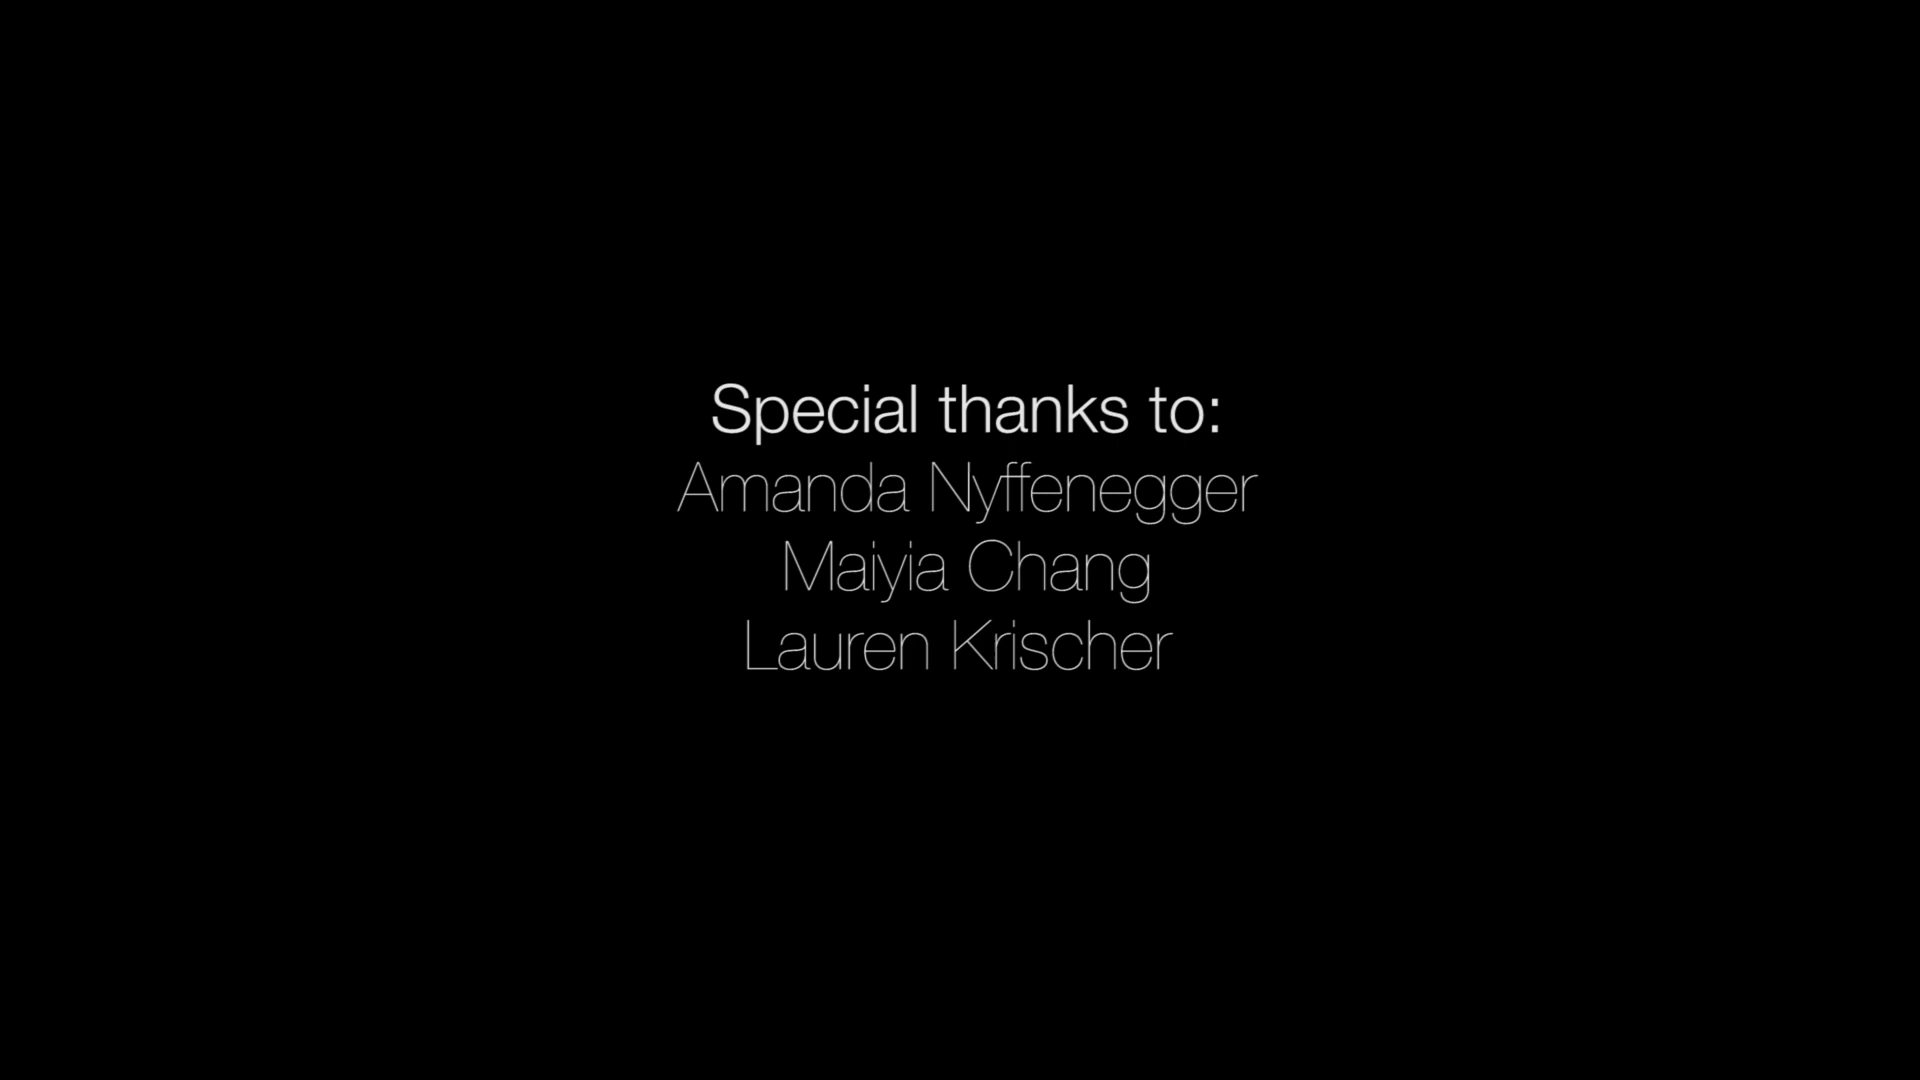 Special thanks to:
Amanda Nyffenegger
Maiyia Chang
Lauren Krischer